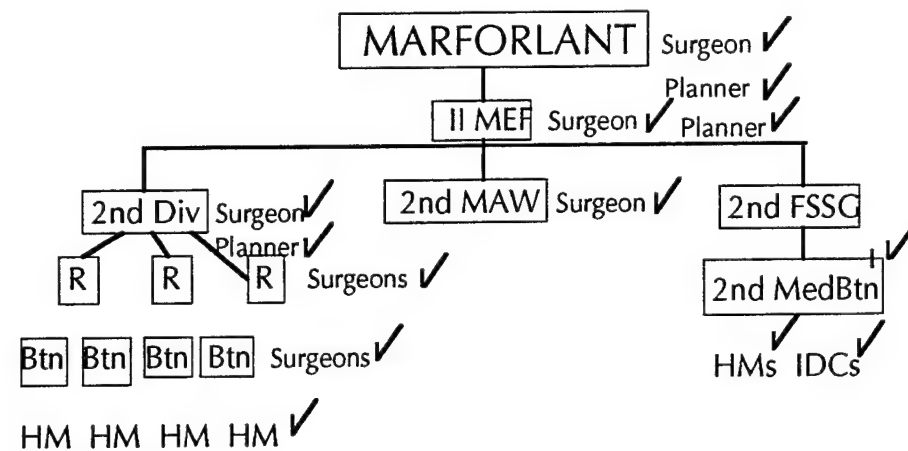 MARFORLANT Surgeon ✓
Planner ✓
II MEF Surgeon ✓ Planner ✓
2nd Div Surgeon ✓ 2nd MAW Surgeon ✓ 2nd FSSG
Planner ✓
R R R Surgeons ✓ 2nd MedBtn ✓
Btn Btn Btn Btn Surgeons ✓ HMs ✓ IDCs ✓
HM HM HM HM ✓